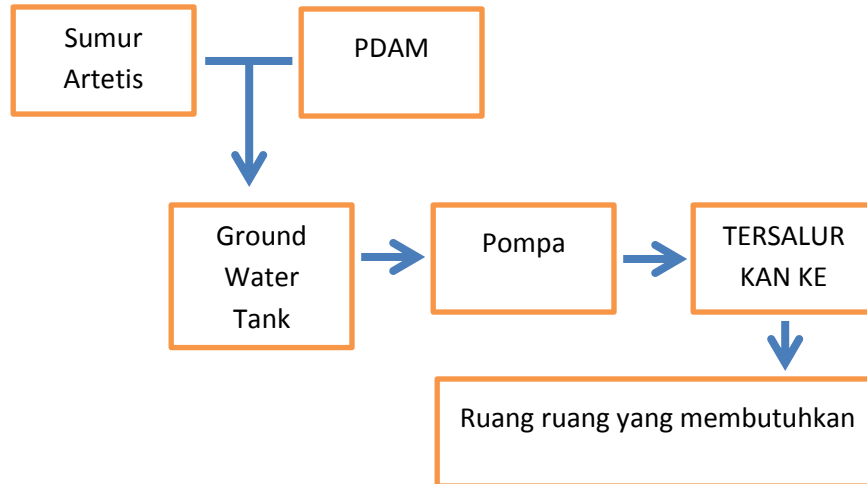 Sumur
Artetis
PDAM
Ground
Water
Tank
Pompa
TERSALUR
KAN KE
Ruang ruang yang membutuhkan